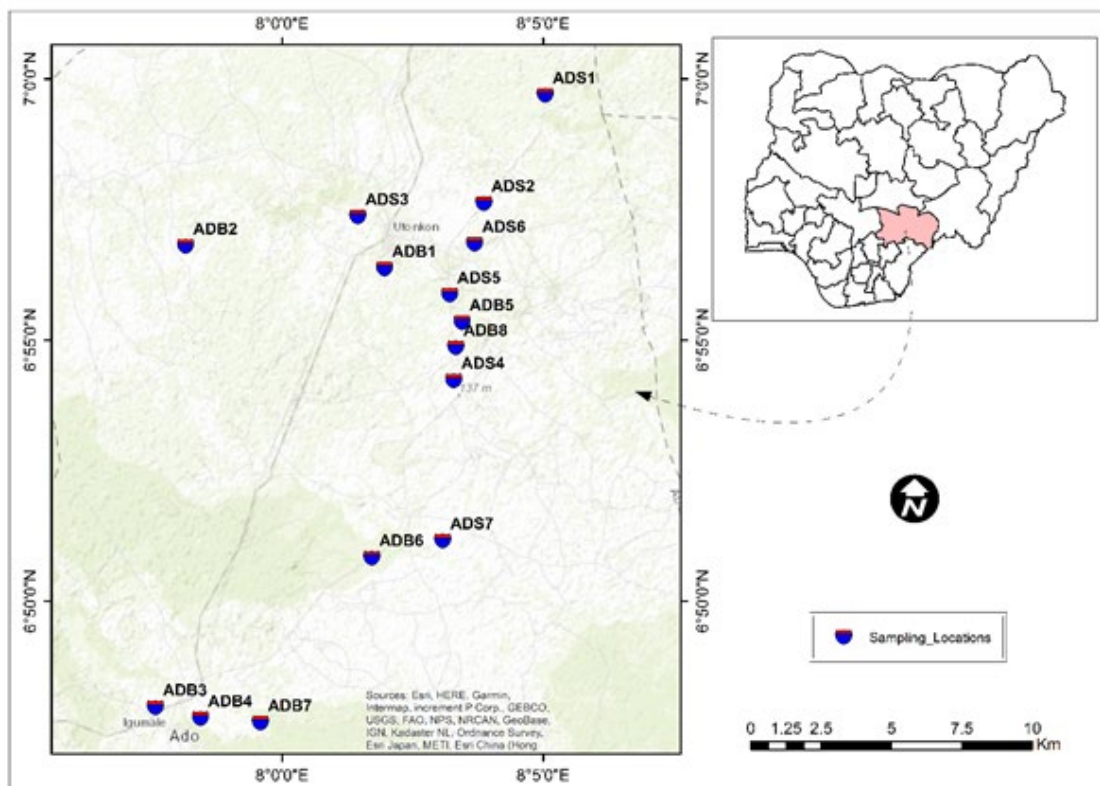 8°0'0"E
8°5'0"E
7°0'0"N
7°0'0"N
ADS1
ADS2
ADS3
Utonkon
ADS6
ADB2
ADB1
ADS5
ADB5
ADB8
6°55'0"N
6°55'0"N
ADS4
737 m
ADS7
ADB6
6°50'0"N
6°50'0"N
ADB3
ADB4
ADB7
Igumale
Ado
Sources: Esri, HERE, Garmin,
Intermap, increment P Corp., GEBCO,
USGS, FAO, NPS, NRCAN, GeoBase,
IGN, Kadaster NL, Ordnance Survey,
Esri Japan, METI, Esri China (Hong
8°0'0"E
8°5'0"E
N
Sampling_Locations
0 1.25 2.5 5 7.5 10
Km